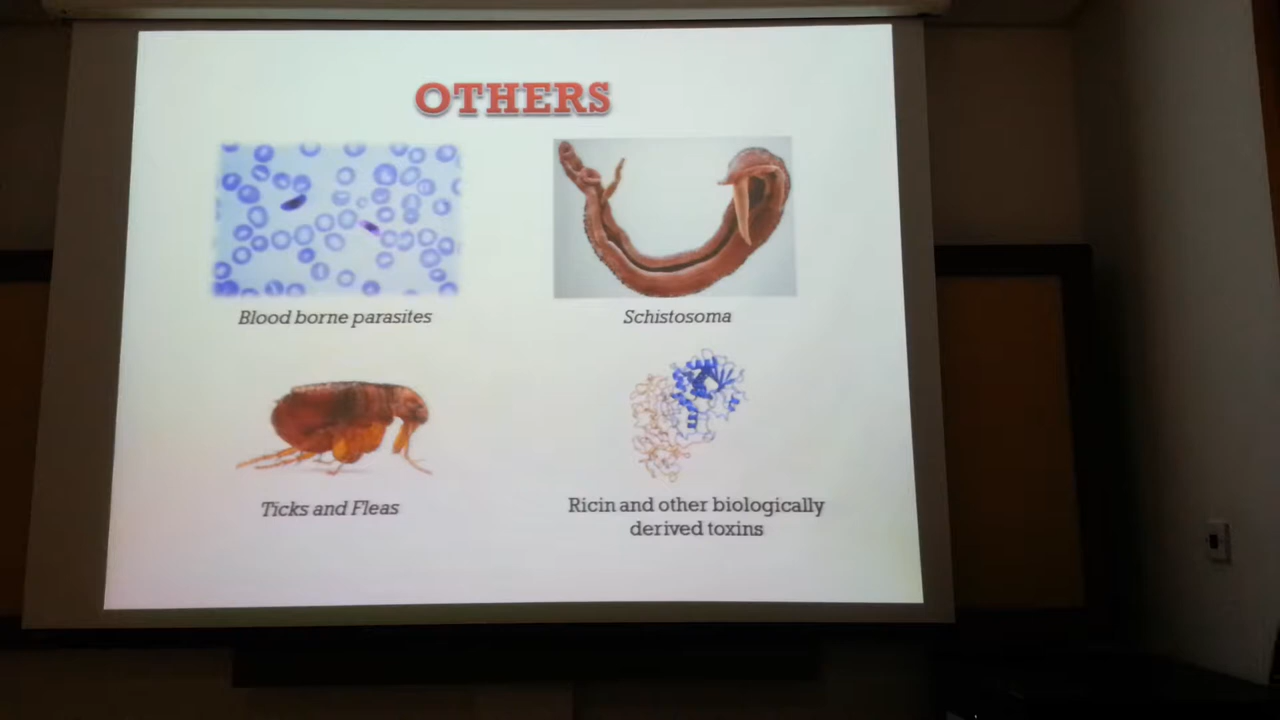 OTHERS
Blood borne parasites
Schistosoma
Ticks and Fleas
Ricin and other biologically
derived toxins